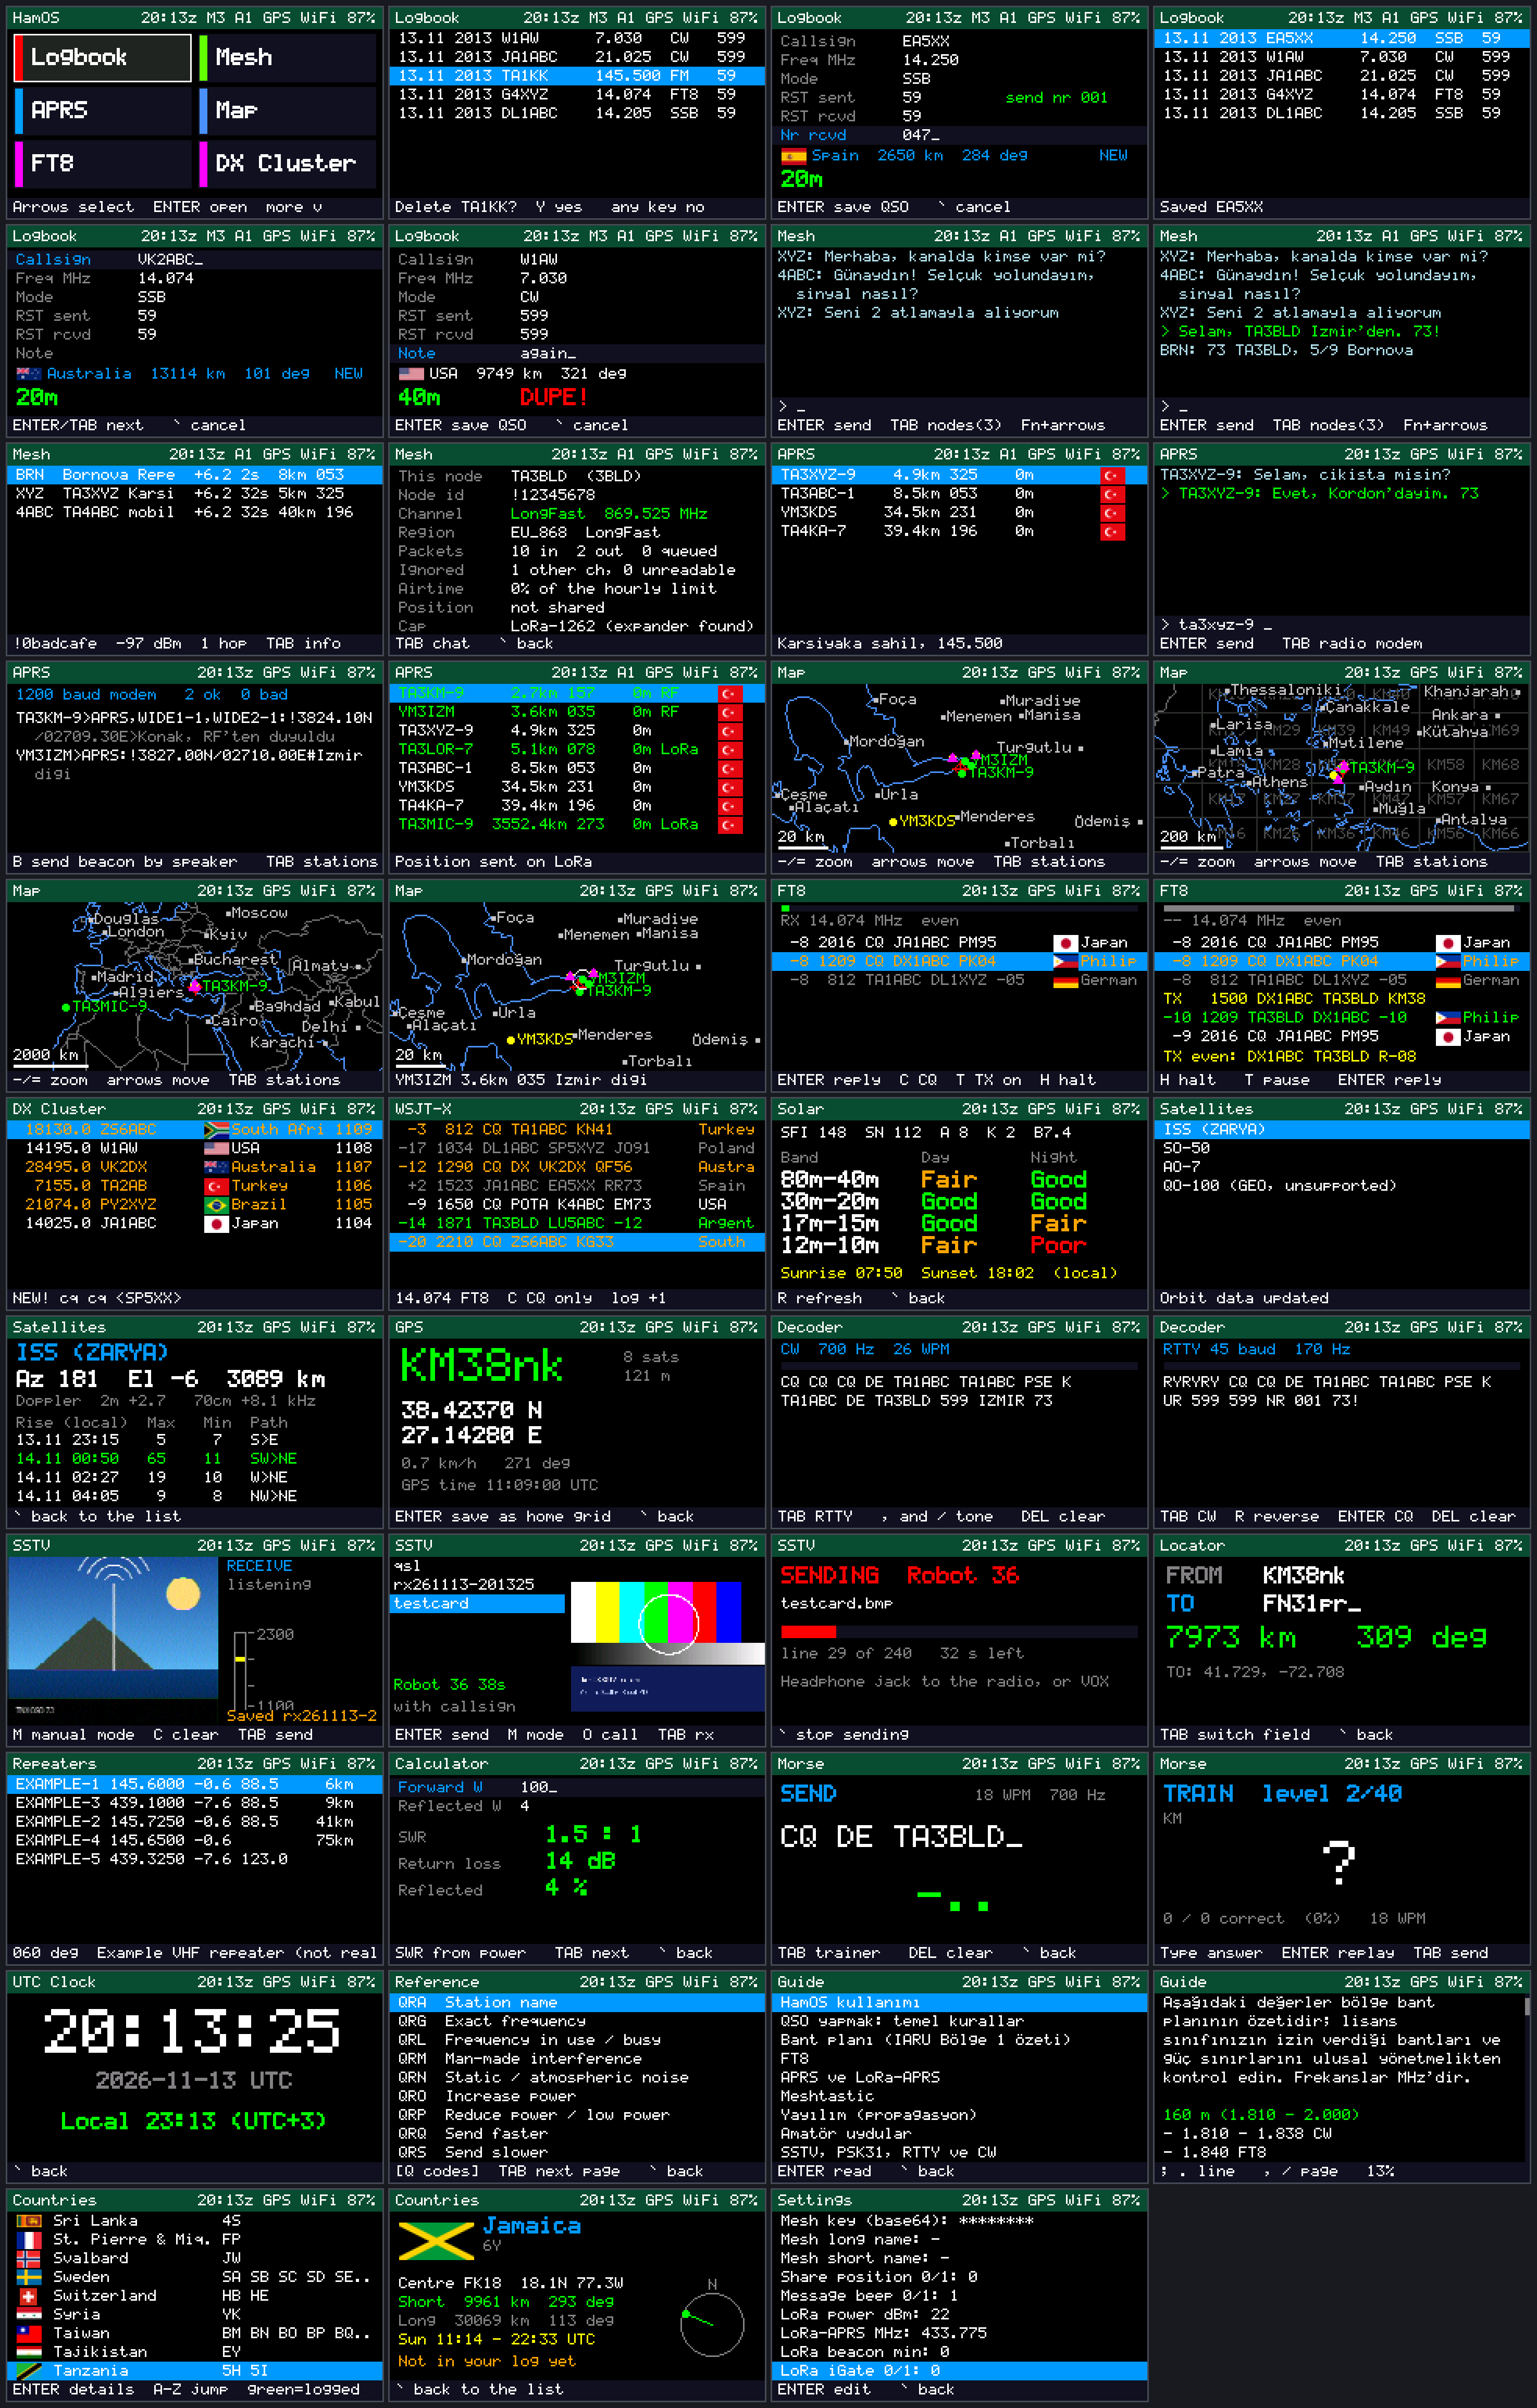 HamOS 20:13z M3 A1 GPS WiFi 87%
Logbook Mesh
APRS Map
FT8 DX Cluster
Arrows select ENTER open more v
Logbook 20:13z M3 A1 GPS WiFi 87%
13.11 2013 W1AW 7.030 CW 599
13.11 2013 JA1ABC 21.025 CW 599
13.11 2013 TA1KK 145.500 FM 59
13.11 2013 G4XYZ 14.074 FT8 59
13.11 2013 DL1ABC 14.205 SSB 59
Delete TA1KK? Y yes any key no
Logbook 20:13z M3 A1 GPS WiFi 87%
Callsign EA5XX
Freq MHz 14.250
Mode SSB
RST sent 59 send nr 001
RST rcvd 59
Nr rcvd 047_
Spain 2650 km 284 deg NEW
20m
ENTER save QSO ` cancel
Logbook 20:13z M3 A1 GPS WiFi 87%
13.11 2013 EA5XX 14.250 SSB 59
13.11 2013 W1AW 7.030 CW 599
13.11 2013 JA1ABC 21.025 CW 599
13.11 2013 G4XYZ 14.074 FT8 59
13.11 2013 DL1ABC 14.205 SSB 59
Saved EA5XX
Logbook 20:13z M3 A1 GPS WiFi 87%
Callsign VK2ABC_
Freq MHz 14.074
Mode SSB
RST sent 59
RST rcvd 59
Note
Australia 13114 km 101 deg NEW
20m
ENTER/TAB next ` cancel
Logbook 20:13z M3 A1 GPS WiFi 87%
Callsign W1AW
Freq MHz 7.030
Mode CW
RST sent 599
RST rcvd 599
Note again_
USA 9749 km 321 deg
40m DUPE!
ENTER save QSO ` cancel
Mesh 20:13z A1 GPS WiFi 87%
XYZ: Merhaba, kanalda kimse var mi?
4ABC: Günaydın! Selçuk yolundayım,
sinyal nasıl?
XYZ: Seni 2 atlamayla aliyorum
> _
ENTER send TAB nodes(3) Fn+arrows
Mesh 20:13z A1 GPS WiFi 87%
XYZ: Merhaba, kanalda kimse var mi?
4ABC: Günaydın! Selçuk yolundayım,
sinyal nasıl?
XYZ: Seni 2 atlamayla aliyorum
> Selam, TA3BLD Izmir'den. 73!
BRN: 73 TA3BLD, 5/9 Bornova
> _
ENTER send TAB nodes(3) Fn+arrows
Mesh 20:13z A1 GPS WiFi 87%
BRN Bornova Repe +6.2 2s 8km 053
XYZ TA3XYZ Karsi +6.2 32s 5km 325
4ABC TA4ABC mobil +6.2 32s 40km 196
!0badcafe -97 dBm 1 hop TAB info
Mesh 20:13z A1 GPS WiFi 87%
This node TA3BLD (3BLD)
Node id !12345678
Channel LongFast 869.525 MHz
Region EU_868 LongFast
Packets 10 in 2 out 0 queued
Ignored 1 other ch, 0 unreadable
Airtime 0% of the hourly limit
Position not shared
Cap LoRa-1262 (expander found)
TAB chat ` back
APRS 20:13z A1 GPS WiFi 87%
TA3XYZ-9 4.9km 325 0m
TA3ABC-1 8.5km 053 0m
YM3KDS 34.5km 231 0m
TA4KA-7 39.4km 196 0m
Karsiyaka sahil, 145.500
APRS 20:13z GPS WiFi 87%
TA3XYZ-9: Selam, cikista misin?
> TA3XYZ-9: Evet, Kordon'dayim. 73
> ta3xyz-9 _
ENTER send TAB radio modem
APRS 20:13z GPS WiFi 87%
1200 baud modem 2 ok 0 bad
TA3KM-9>APRS,WIDE1-1,WIDE2-1:!3824.10N
/02709.30E>Konak, RF'ten duyuldu
YM3IZM>APRS:!3827.00N/02710.00E#Izmir
digi
B send beacon by speaker TAB stations
APRS 20:13z A1 GPS WiFi 87%
TA3KM-9 2.7km 157 0m RF
YM3IZM 3.6km 035 0m RF
TA3XYZ-9 4.9km 325 0m
TA3LOR-7 5.1km 078 0m LoRa
TA3ABC-1 8.5km 053 0m
YM3KDS 34.5km 231 0m
TA4KA-7 39.4km 196 0m
TA3MIC-9 3552.4km 273 0m LoRa
Position sent on LoRa
Map 20:13z GPS WiFi 87%
Foça
Muradiye
Menemen Manisa
Mordoğan
Turgutlu
M3IZM
TA3KM-9
Çeşme
Alaçatı
Urla
YM3KDS Menderes Ödemiş
20 km
Torbalı
-/= zoom arrows move TAB stations
Map 20:13z GPS WiFi 87%
Thessaloniki
Khanjarah
Çanakkale
Larisa
Ankara
Kütahya
Mytilene
Lamia
TA3KM-9
Patra
Athens
Aydın Konya
Muğla
Antalya
200 km
-/= zoom arrows move TAB stations
Map 20:13z GPS WiFi 87%
Douglas
Moscow
London
Kyiv
Bucharest
Almaty
Madrid
Algiers
TA3KM-9
TA3MIC-9
Baghdad
Kabul
Cairo
Delhi
Karachi
2000 km
-/= zoom arrows move TAB stations
Map 20:13z GPS WiFi 87%
Foça
Muradiye
Menemen Manisa
Mordoğan
Turgutlu
M3IZM
TA3KM-9
Çeşme
Alaçatı
Urla
YM3KDS Menderes Ödemiş
20 km
Torbalı
YM3IZM 3.6km 035 Izmir digi
FT8 20:13z GPS WiFi 87%
RX 14.074 MHz even
-8 2016 CQ JA1ABC PM95 Japan
-8 1209 CQ DX1ABC PK04 Philip
-8 812 TA1ABC DL1XYZ -05 German
ENTER reply C CQ T TX on H halt
FT8 20:13z GPS WiFi 87%
-- 14.074 MHz even
-8 2016 CQ JA1ABC PM95 Japan
-8 1209 CQ DX1ABC PK04 Philip
-8 812 TA1ABC DL1XYZ -05 German
TX 1500 DX1ABC TA3BLD KM38
-10 1209 TA3BLD DX1ABC -10 Philip
-9 2016 CQ JA1ABC PM95 Japan
TX even: DX1ABC TA3BLD R-08
H halt T pause ENTER reply
DX Cluster 20:13z GPS WiFi 87%
18130.0 ZS6ABC South Afri 1109
14195.0 W1AW USA 1108
28495.0 VK2DX Australia 1107
7155.0 TA2AB Turkey 1106
21074.0 PY2XYZ Brazil 1105
14025.0 JA1ABC Japan 1104
NEW! cq cq <SP5XX>
WSJT-X 20:13z GPS WiFi 87%
-3 812 CQ TA1ABC KN41 Turkey
-17 1034 DL1ABC SP5XYZ JO91 Poland
-12 1290 CQ DX VK2DX QF56 Austra
+2 1523 JA1ABC EA5XX RR73 Spain
-9 1650 CQ POTA K4ABC EM73 USA
-14 1871 TA3BLD LU5ABC -12 Argent
-20 2210 CQ ZS6ABC KG33 South
14.074 FT8 C CQ only log +1
Solar 20:13z GPS WiFi 87%
SFI 148 SN 112 A 8 K 2 B7.4
Band Day Night
80m-40m Fair Good
30m-20m Good Good
17m-15m Good Fair
12m-10m Fair Poor
Sunrise 07:50 Sunset 18:02 (local)
R refresh ` back
Satellites 20:13z GPS WiFi 87%
ISS (ZARYA)
SO-50
AO-7
QO-100 (GEO, unsupported)
Orbit data updated
Satellites 20:13z GPS WiFi 87%
ISS (ZARYA)
Az 181 El -6 3089 km
Doppler 2m +2.7 70cm +8.1 kHz
Rise (local) Max Min Path
13.11 23:15 5 7 S>E
14.11 00:50 65 11 SW>NE
14.11 02:27 19 10 W>NE
14.11 04:05 9 8 NW>NE
` back to the list
GPS 20:13z GPS WiFi 87%
KM38nk 8 sats
121 m
38.42370 N
27.14280 E
0.7 km/h 271 deg
GPS time 11:09:00 UTC
ENTER save as home grid ` back
Decoder 20:13z GPS WiFi 87%
CW 700 Hz 26 WPM
CQ CQ CQ DE TA1ABC TA1ABC PSE K
TA1ABC DE TA3BLD 599 IZMIR 73
TAB RTTY , and / tone DEL clear
Decoder 20:13z GPS WiFi 87%
RTTY 45 baud 170 Hz
RYRYRY CQ CQ DE TA1ABC TA1ABC PSE K
UR 599 599 NR 001 73!
TAB CW R reverse ENTER CQ DEL clear
SSTV 20:13z GPS WiFi 87%
RECEIVE
listening
2300
1100
Saved rx261113-2
M manual mode C clear TAB send
SSTV 20:13z GPS WiFi 87%
qsl
rx261113-201325
testcard
Robot 36 38s
with callsign
ENTER send M mode O call TAB rx
SSTV 20:13z GPS WiFi 87%
SENDING Robot 36
testcard.bmp
line 29 of 240 32 s left
Headphone jack to the radio, or VOX
` stop sending
Locator 20:13z GPS WiFi 87%
FROM KM38nk
TO FN31pr_
7973 km 309 deg
TO: 41.729, -72.708
TAB switch field ` back
Repeaters 20:13z GPS WiFi 87%
EXAMPLE-1 145.6000 -0.6 88.5 6km
EXAMPLE-3 439.1000 -7.6 88.5 9km
EXAMPLE-2 145.7250 -0.6 88.5 41km
EXAMPLE-4 145.6500 -0.6 75km
EXAMPLE-5 439.3250 -7.6 123.0
060 deg Example VHF repeater (not real
Calculator 20:13z GPS WiFi 87%
Forward W 100_
Reflected W 4
SWR 1.5 : 1
Return loss 14 dB
Reflected 4 %
SWR from power TAB next ` back
Morse 20:13z GPS WiFi 87%
SEND 18 WPM 700 Hz
CQ DE TA3BLD_
-..
TAB trainer DEL clear ` back
Morse 20:13z GPS WiFi 87%
TRAIN level 2/40
KM
?
0 / 0 correct (0%) 18 WPM
Type answer ENTER replay TAB send
UTC Clock 20:13z GPS WiFi 87%
20:13:25
2026-11-13 UTC
Local 23:13 (UTC+3)
` back
Reference 20:13z GPS WiFi 87%
QRA Station name
QRG Exact frequency
QRL Frequency in use / busy
QRM Man-made interference
QRN Static / atmospheric noise
QRO Increase power
QRP Reduce power / low power
QRQ Send faster
QRS Send slower
[Q codes] TAB next page ` back
Guide 20:13z GPS WiFi 87%
HamOS kullanımı
QSO yapmak: temel kurallar
Bant planı (IARU Bölge 1 özeti)
FT8
APRS ve LoRa-APRS
Meshtastic
Yayılım (propagasyon)
Amatör uydular
SSTV, PSK31, RTTY ve CW
ENTER read ` back
Guide 20:13z GPS WiFi 87%
Aşağıdaki değerler bölge bant
planının özetidir; lisans
sınıfınızın izin verdiği bantları ve
güç sınırlarını ulusal yönetmelikten
kontrol edin. Frekanslar MHz'dir.
160 m (1.810 - 2.000)
- 1.810 - 1.838 CW
- 1.840 FT8
; . line , / page 13%
Countries 20:13z GPS WiFi 87%
Sri Lanka 4S
St. Pierre & Miq. FP
Svalbard JW
Sweden SA SB SC SD SE..
Switzerland HB HE
Syria YK
Taiwan BM BN BO BP BQ..
Tajikistan EY
Tanzania 5H 5I
ENTER details A-Z jump green=logged
Countries 20:13z GPS WiFi 87%
Jamaica
6Y
Centre FK18 18.1N 77.3W
Short 9961 km 293 deg
Long 30069 km 113 deg
Sun 11:14 - 22:33 UTC
Not in your log yet
N
` back to the list
Settings 20:13z GPS WiFi 87%
Mesh key (base64): ********
Mesh long name: -
Mesh short name: -
Share position 0/1: 0
Message beep 0/1: 1
LoRa power dBm: 22
LoRa-APRS MHz: 433.775
LoRa beacon min: 0
LoRa iGate 0/1: 0
ENTER edit ` back